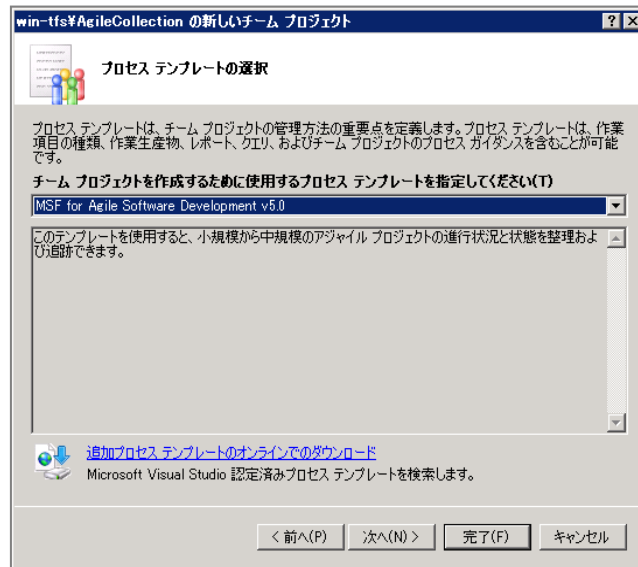 win-tfs¥AgileCollection の新しいチーム プロジェクト
プロセス テンプレートの選択
プロセス テンプレートは、チーム プロジェクトの管理方法の重要点を定義します。プロセス テンプレートは、作業
項目の種類、作業生産物、レポート、クエリ、およびチーム プロジェクトのプロセス ガイダンスを含むことが可能
です。
チーム プロジェクトを作成するために使用するプロセス テンプレートを指定してください(T)
MSF for Agile Software Development v5.0
このテンプレートを使用すると、小規模から中規模のアジャイル プロジェクトの進行状況と状態を整理およ
び追跡できます。
追加プロセス テンプレートのオンラインでのダウンロード
Microsoft Visual Studio 認定済みプロセス テンプレートを検索します。
< 前へ(P) 次へ(N) > 完了(F) キャンセル